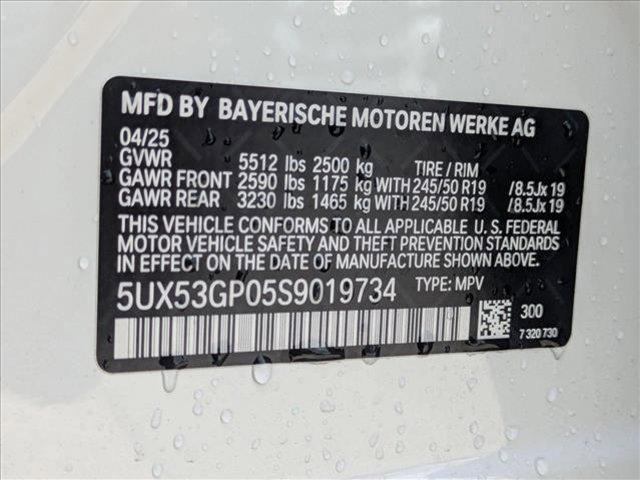 MFD BY BAYERISCHE MOTOREN WERKE AG
04/25
GVWR 5512 lbs 2500 kg TIRE / RIM
GAWR FRONT 2590 lbs 1175 kg WITH 245/50 R19 /8.5Jx19
GAWR REAR 3230 lbs 1465 kg WITH 245/50 R19 /8.5Jx19
THIS VEHICLE CONFORMS TO ALL APPLICABLE U. S. FEDERAL
MOTOR VEHICLE SAFETY AND THEFT PREVENTION STANDARDS
IN EFFECT ON THE DATE OF MANUFACTURE SHOWN ABOVE.
5UX53GP05S9019734 TYPE: MPV
300
7 320 730